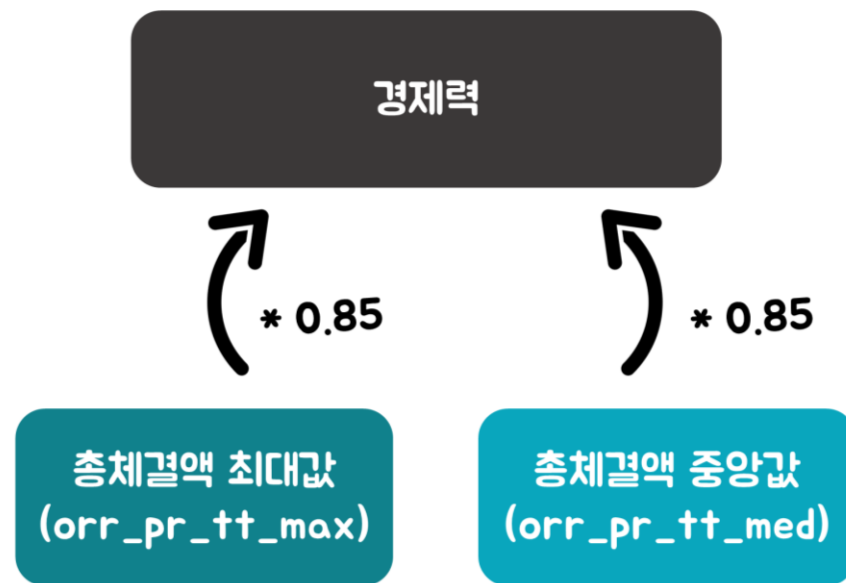 경제력
* 0.85
* 0.85
총체결액 최대값
(orr_pr_tt_max)
총체결액 중앙값
(orr_pr_tt_med)